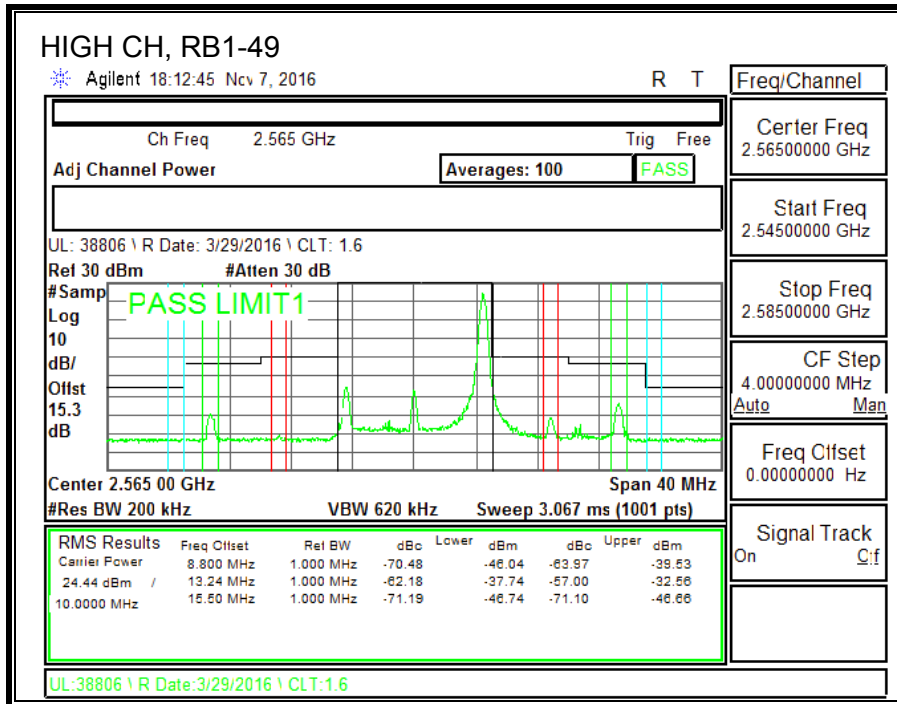 HIGH CH, RB1-49
Agilent 18:12:45 Nov 7, 2016 R T
Freq/Channel
Ch Freq 2.565 GHz Trig Free
Adj Channel Power Averages: 100 PASS
UL: 38806 \ R Date: 3/29/2016 \ CLT: 1.6
Ref 30 dBm #Atten 30 dB
#Samp
Log
10
dB/
Offst
15.3
dB
PASS LIMIT1
Center 2.565 00 GHz Span 40 MHz
#Res BW 200 kHz VBW 620 kHz Sweep 3.067 ms (1001 pts)
RMS Results Freq Offset Ref BW dBc Lower dBm dBc Upper dBm
Carrier Power 8.800 MHz 1.000 MHz -70.48 -46.04 -63.97 -39.53
24.44 dBm / 13.24 MHz 1.000 MHz -62.18 -37.74 -57.00 -32.56
10.0000 MHz 15.50 MHz 1.000 MHz -71.19 -46.74 -71.10 -46.66
UL:38806 \ R Date:3/29/2016 \ CLT:1.6
Center Freq
2.56500000 GHz
Start Freq
2.54500000 GHz
Stop Freq
2.58500000 GHz
CF Step
4.00000000 MHz
Auto Man
Freq Offset
0.00000000 Hz
Signal Track
On Off